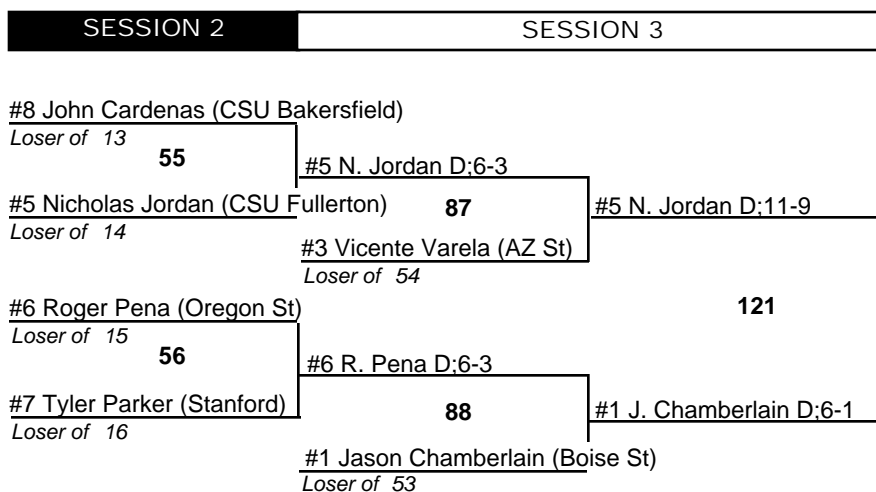 SESSION 2
SESSION 3
#8 John Cardenas (CSU Bakersfield)
Loser of 13
55
#5 N. Jordan D;6-3
#5 Nicholas Jordan (CSU Fullerton)
87
#5 N. Jordan D;11-9
Loser of 14
#3 Vicente Varela (AZ St)
Loser of 54
#6 Roger Pena (Oregon St)
121
Loser of 15
56
#6 R. Pena D;6-3
#7 Tyler Parker (Stanford)
88
#1 J. Chamberlain D;6-1
Loser of 16
#1 Jason Chamberlain (Boise St)
Loser of 53